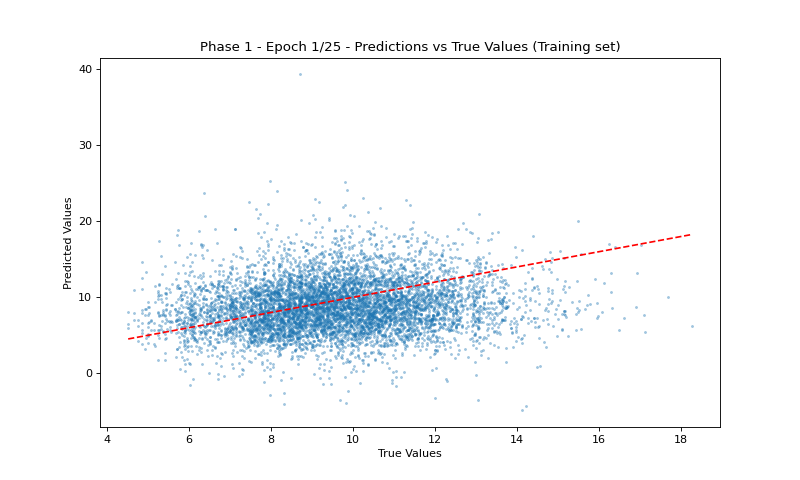 Phase 1 - Epoch 1/25 - Predictions vs True Values (Training set)
40
30
20
10
0
Predicted Values
4 6 8 10 12 14 16 18
True Values